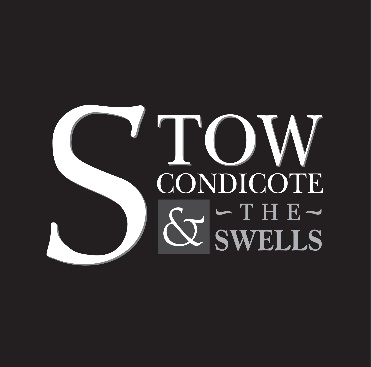 STOW
CONDICOTE
& ~THE~
SWELLS